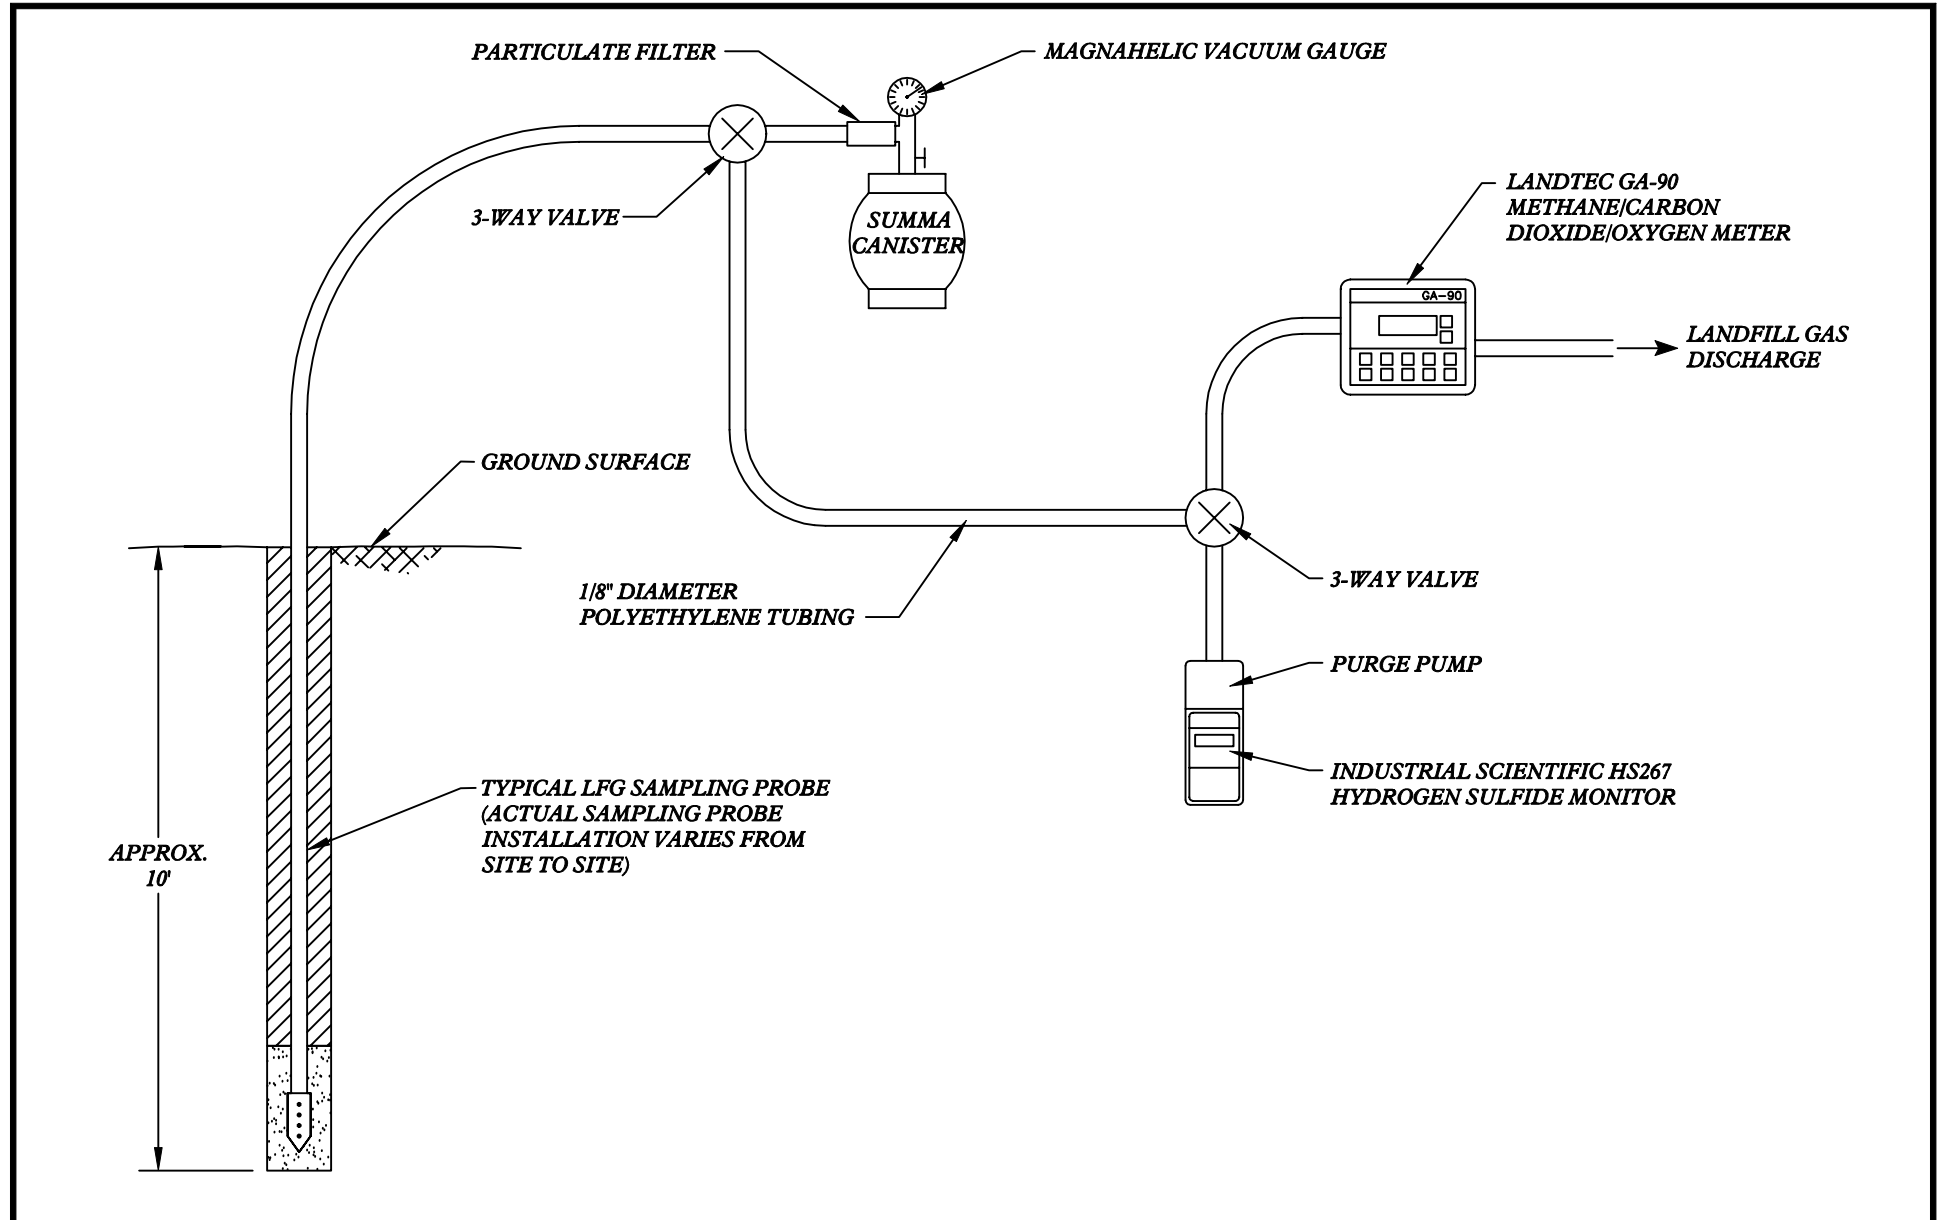 PARTICULATE FILTER
MAGNAHELIC VACUUM GAUGE
3-WAY VALVE
SUMMA
CANISTER
LANDTEC GA-90
METHANE/CARBON
DIOXIDE/OXYGEN METER
GA-90
LANDFILL GAS
DISCHARGE
GROUND SURFACE
1/8" DIAMETER
POLYETHYLENE TUBING
3-WAY VALVE
PURGE PUMP
INDUSTRIAL SCIENTIFIC HS267
HYDROGEN SULFIDE MONITOR
TYPICAL LFG SAMPLING PROBE
(ACTUAL SAMPLING PROBE
INSTALLATION VARIES FROM
SITE TO SITE)
APPROX.
10'